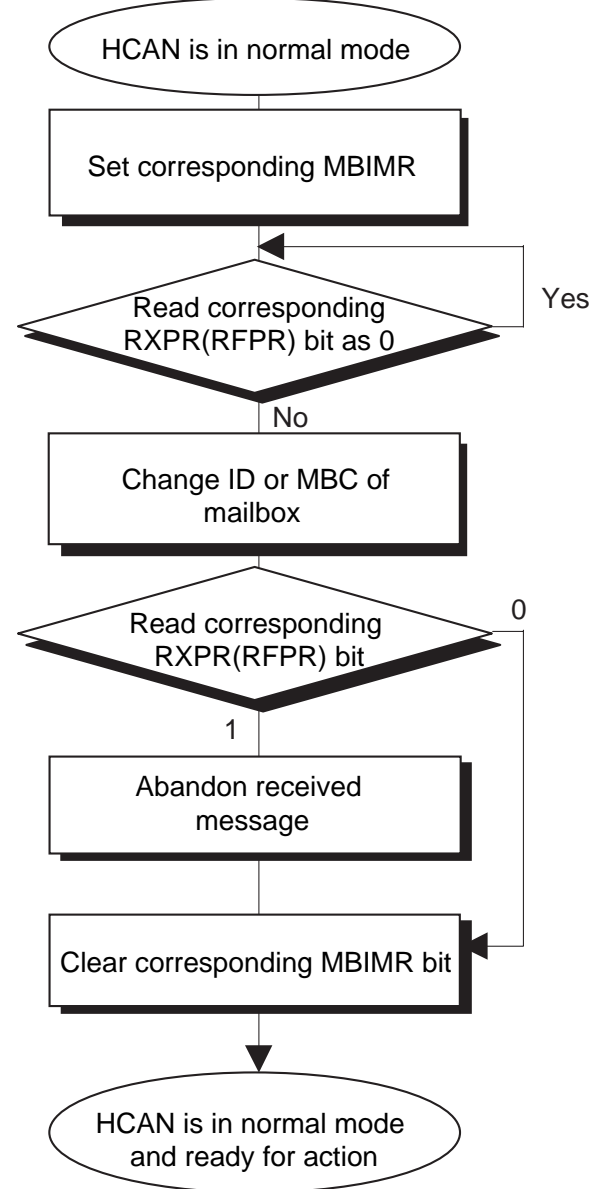 HCAN is in normal mode
Set corresponding MBIMR
Read corresponding
RXPR(RFPR) bit as 0
Yes
No
Change ID or MBC of
mailbox
Read corresponding
RXPR(RFPR) bit
0
1
Abandon received
message
Clear corresponding MBIMR bit
HCAN is in normal mode
and ready for action